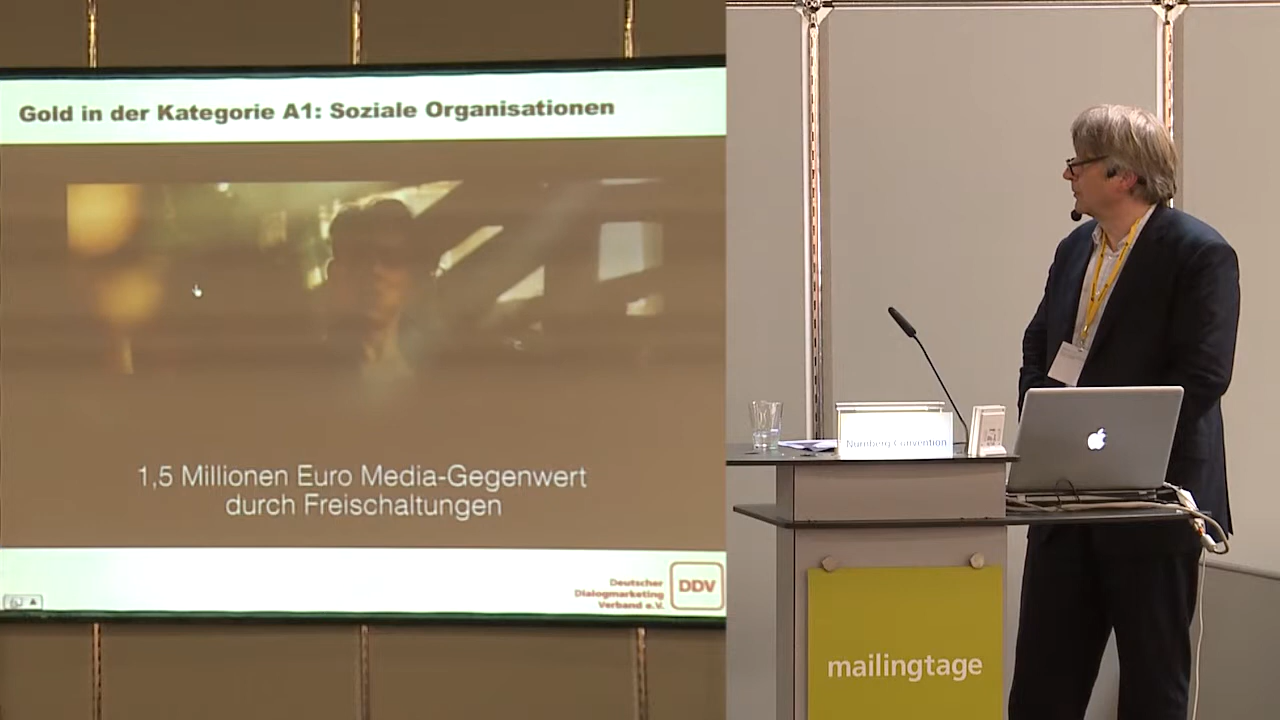 Gold in der Kategorie A1: Soziale Organisationen
1,5 Millionen Euro Media-Gegenwert
durch Freischaltungen
Deutscher
Dialogmarketing
Verband e.V.
DDV
Nürnberg Convention
mailingtage